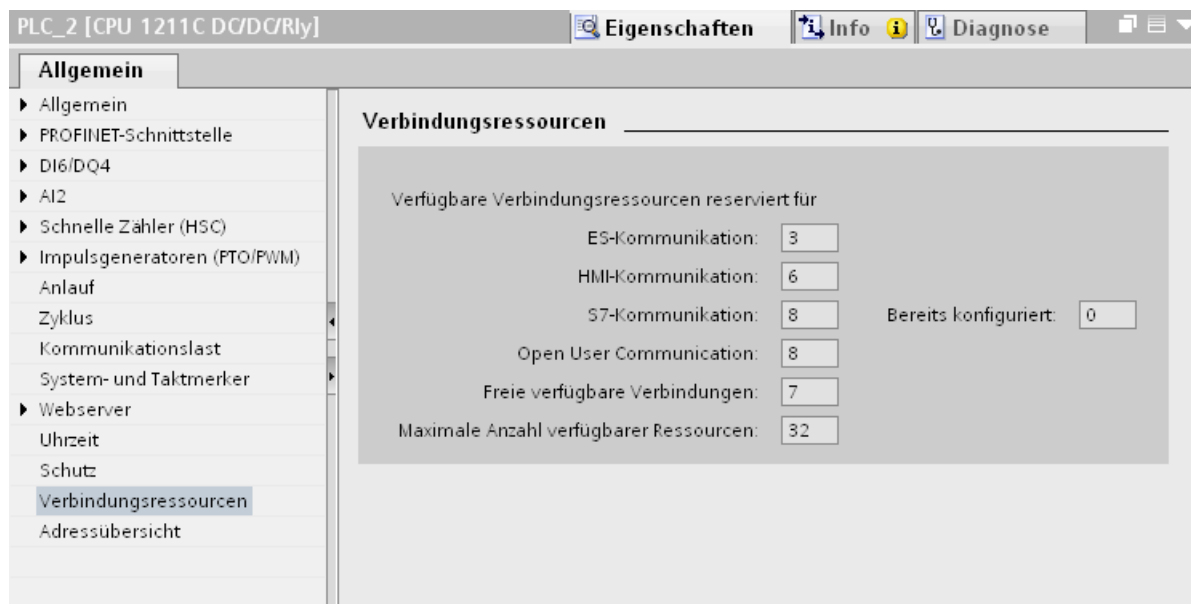 PLC_2 [CPU 1211C DC/DC/Rly]
Eigenschaften
Info
Diagnose
Allgemein
Allgemein
PROFINET-Schnittstelle
DI6/DQ4
AI2
Schnelle Zähler (HSC)
Impulsgeneratoren (PTO/PWM)
Anlauf
Zyklus
Kommunikationslast
System- und Taktmerker
Webserver
Uhrzeit
Schutz
Verbindungsressourcen
Adressübersicht
Verbindungsressourcen
Verfügbare Verbindungsressourcen reserviert für
ES-Kommunikation: 3
HMI-Kommunikation: 6
S7-Kommunikation: 8 Bereits konfiguriert: 0
Open User Communication: 8
Freie verfügbare Verbindungen: 7
Maximale Anzahl verfügbarer Ressourcen: 32